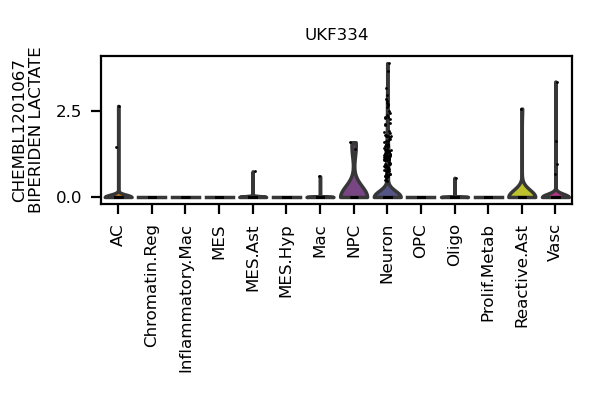 UKF334
CHEMBL1201067
BIPERIDEN LACTATE
2.5
0.0
AC
Chromatin.Reg
Inflammatory.Mac
MES
MES.Ast
MES.Hyp
Mac
NPC
Neuron
OPC
Oligo
Prolif.Metab
Reactive.Ast
Vasc